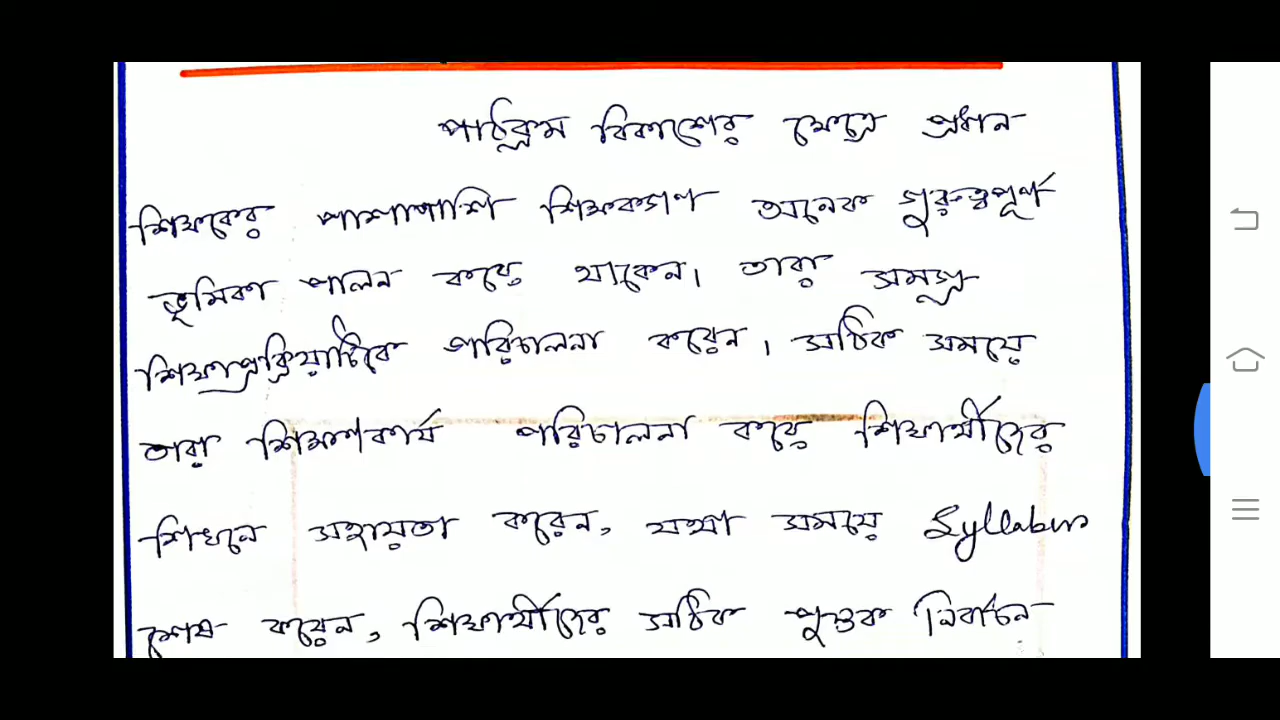 পাঠক্রম বিকাশের ক্ষেত্রে প্রধান
শিক্ষকের পাশাপাশি শিক্ষকগণ অনেক গুরুত্বপূর্ণ
ভূমিকা পালন করে থাকেন। তারা সমগ্র
শিক্ষাপ্রক্রিয়াটিকে পরিচালনা করেন। সঠিক সময়ে
তারা শিক্ষণকার্য পরিচালনা করে শিক্ষার্থীদের
শিখনে সহায়তা করেন, যথা সময়ে Syllabus
শেষ করেন, শিক্ষার্থীদের সঠিক পুস্তক নির্বাচনে